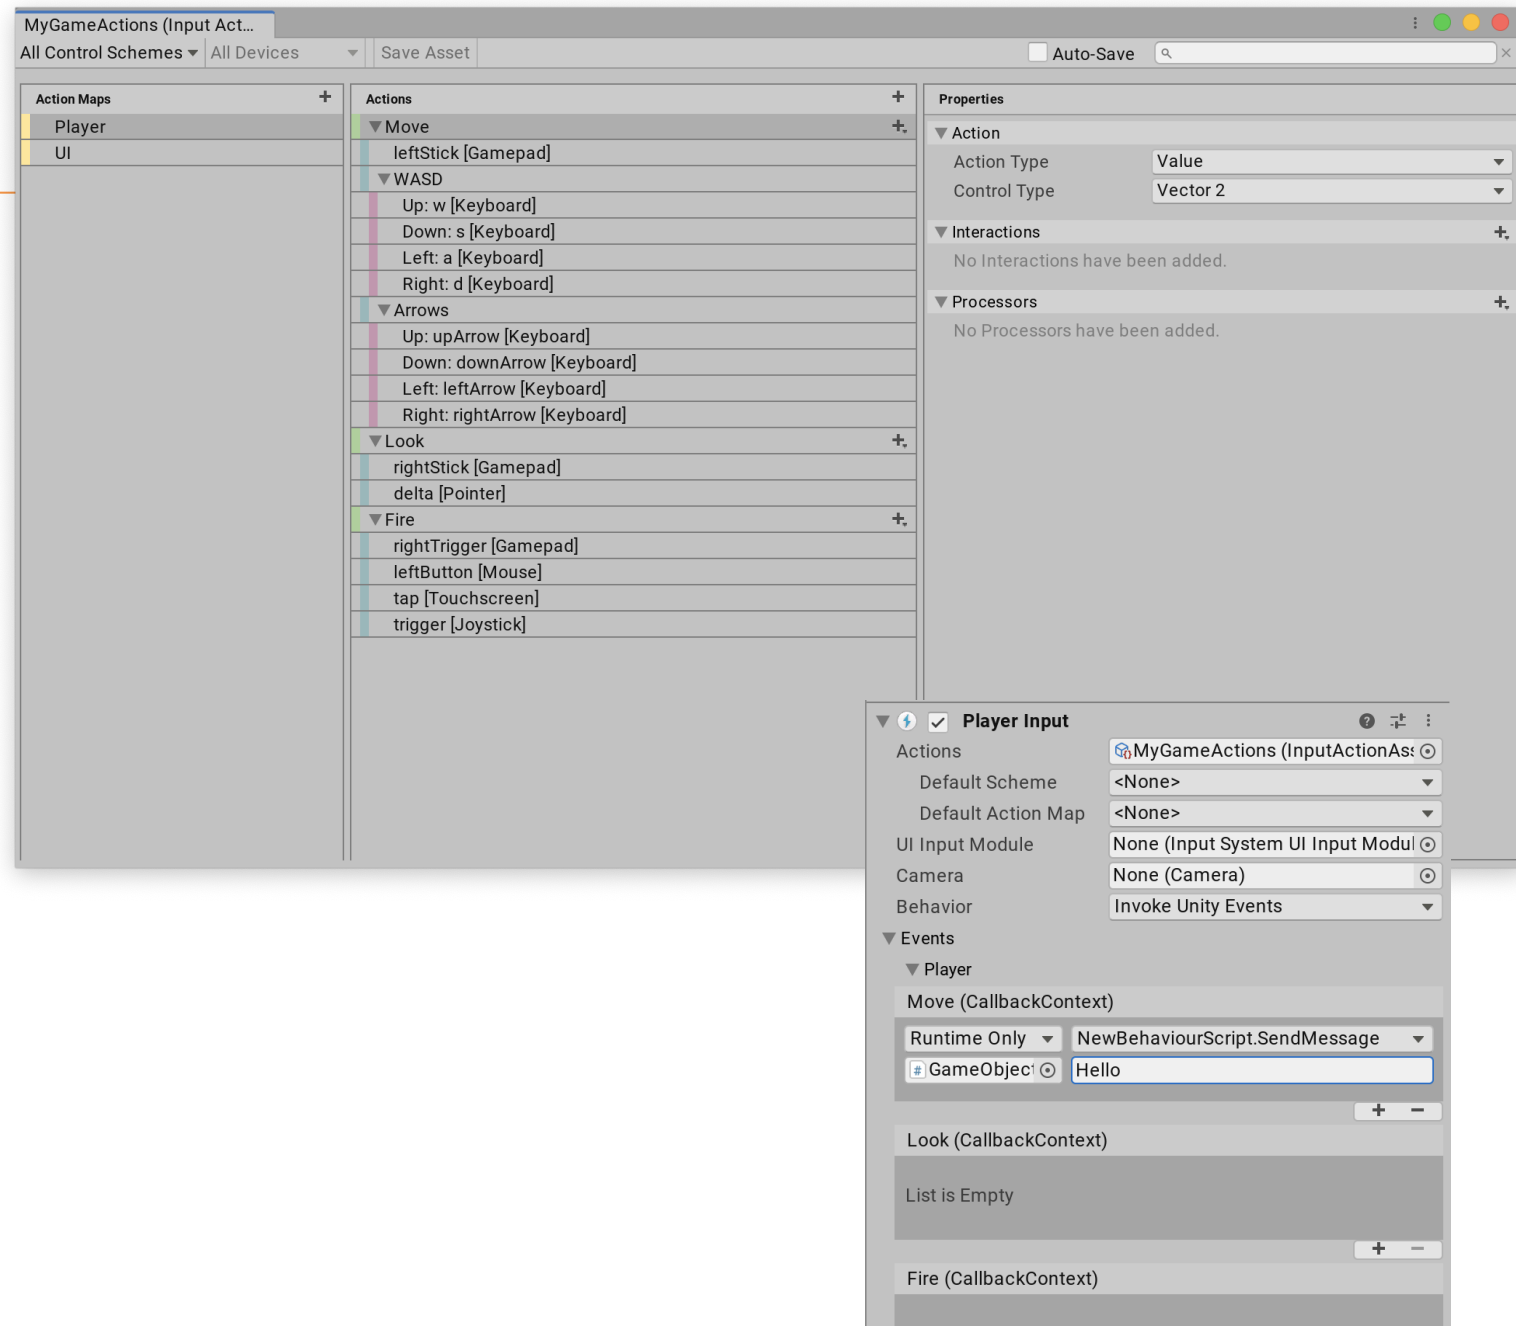 MyGameActions (Input Act...
All Control Schemes All Devices Save Asset Auto-Save
Action Maps
Player
UI
Actions
Move
leftStick [Gamepad]
WASD
Up: w [Keyboard]
Down: s [Keyboard]
Left: a [Keyboard]
Right: d [Keyboard]
Arrows
Up: upArrow [Keyboard]
Down: downArrow [Keyboard]
Left: leftArrow [Keyboard]
Right: rightArrow [Keyboard]
Look
rightStick [Gamepad]
delta [Pointer]
Fire
rightTrigger [Gamepad]
leftButton [Mouse]
tap [Touchscreen]
trigger [Joystick]
Properties
Action
Action Type Value
Control Type Vector 2
Interactions
No Interactions have been added.
Processors
No Processors have been added.
Player Input
Actions MyGameActions (InputActionAss
Default Scheme <None>
Default Action Map <None>
UI Input Module None (Input System UI Input Modul
Camera None (Camera)
Behavior Invoke Unity Events
Events
Player
Move (CallbackContext)
Runtime Only NewBehaviourScript.SendMessage
GameObject Hello
Look (CallbackContext)
List is Empty
Fire (CallbackContext)